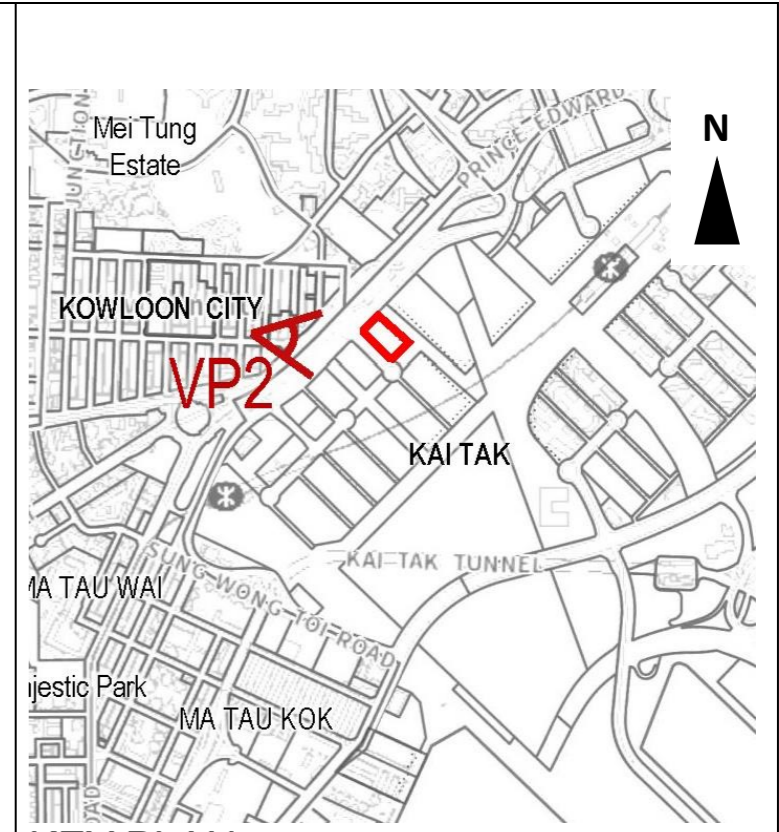 N
Mei Tung
Estate
JUNCTION
PRINCE EDWARD
KOWLOON CITY
VP2
KAI TAK
KAI TAK TUNNEL
SUNG WONG TOI ROAD
MA TAU WAI
jestic Park
MA TAU KOK
ROAD